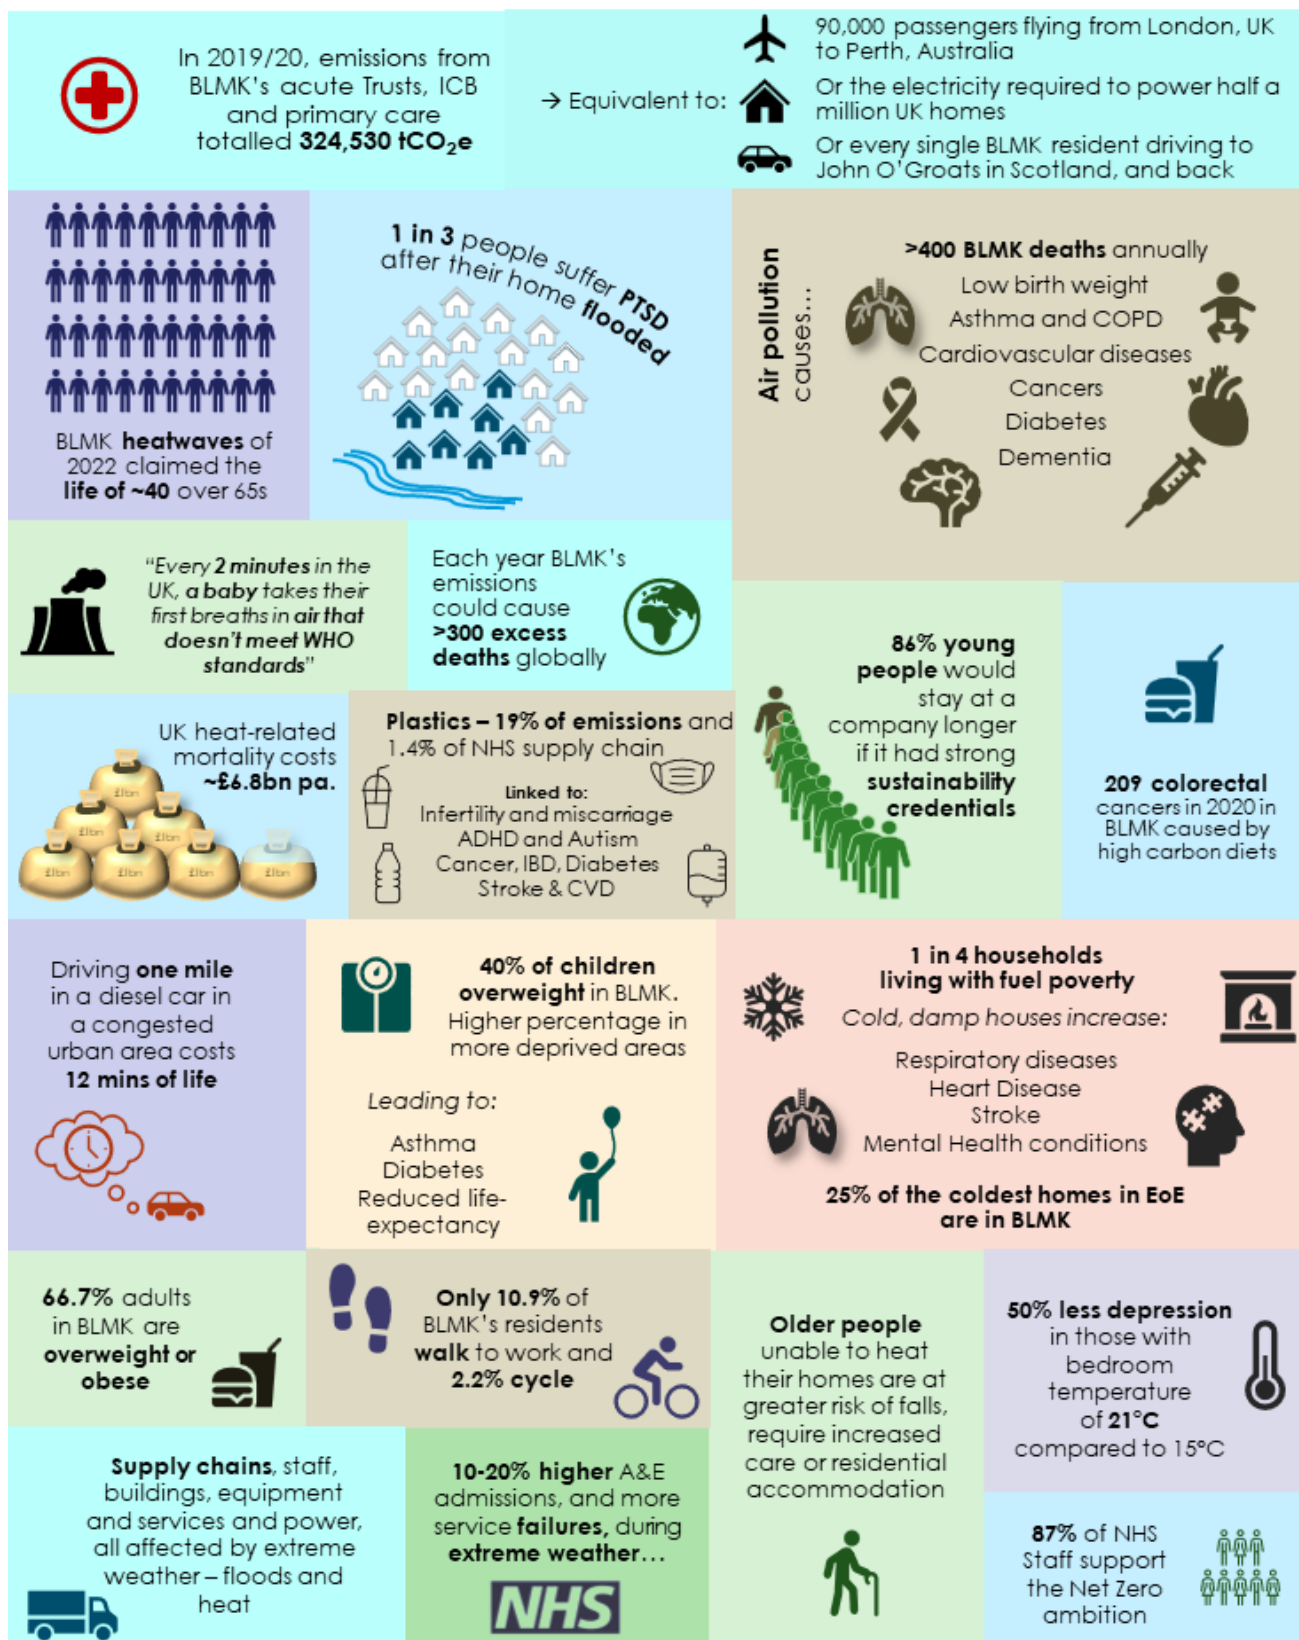 In 2019/20, emissions from
BLMK's acute Trusts, ICB
and primary care
totalled 324,530 tCO₂e
→ Equivalent to:
90,000 passengers flying from London, UK
to Perth, Australia
Or the electricity required to power half a
million UK homes
Or every single BLMK resident driving to
John O'Groats in Scotland, and back
BLMK heatwaves of
2022 claimed the
life of ~40 over 65s
1 in 3 people suffer PTSD
after their home flooded
Air pollution
causes...
>400 BLMK deaths annually
Low birth weight
Asthma and COPD
Cardiovascular diseases
Cancers
Diabetes
Dementia
"Every 2 minutes in the
UK, a baby takes their
first breaths in air that
doesn't meet WHO
standards"
Each year BLMK's
emissions
could cause
>300 excess
deaths globally
86% young
people would
stay at a
company longer
if it had strong
sustainability
credentials
209 colorectal
cancers in 2020 in
BLMK caused by
high carbon diets
UK heat-related
mortality costs
~£6.8bn pa.
£1bn
£1bn
£1bn
£1bn
£1bn
£1bn
£1bn
Plastics – 19% of emissions and
1.4% of NHS supply chain
Linked to:
Infertility and miscarriage
ADHD and Autism
Cancer, IBD, Diabetes
Stroke & CVD
Driving one mile
in a diesel car in
a congested
urban area costs
12 mins of life
40% of children
overweight in BLMK.
Higher percentage in
more deprived areas
Leading to:
Asthma
Diabetes
Reduced life-
expectancy
1 in 4 households
living with fuel poverty
Cold, damp houses increase:
Respiratory diseases
Heart Disease
Stroke
Mental Health conditions
25% of the coldest homes in EoE
are in BLMK
66.7% adults
in BLMK are
overweight or
obese
Only 10.9% of
BLMK's residents
walk to work and
2.2% cycle
Older people
unable to heat
their homes are at
greater risk of falls,
require increased
care or residential
accommodation
50% less depression
in those with
bedroom
temperature
of 21°C
compared to 15°C
Supply chains, staff,
buildings, equipment
and services and power,
all affected by extreme
weather – floods and
heat
10-20% higher A&E
admissions, and more
service failures, during
extreme weather...
NHS
87% of NHS
Staff support
the Net Zero
ambition